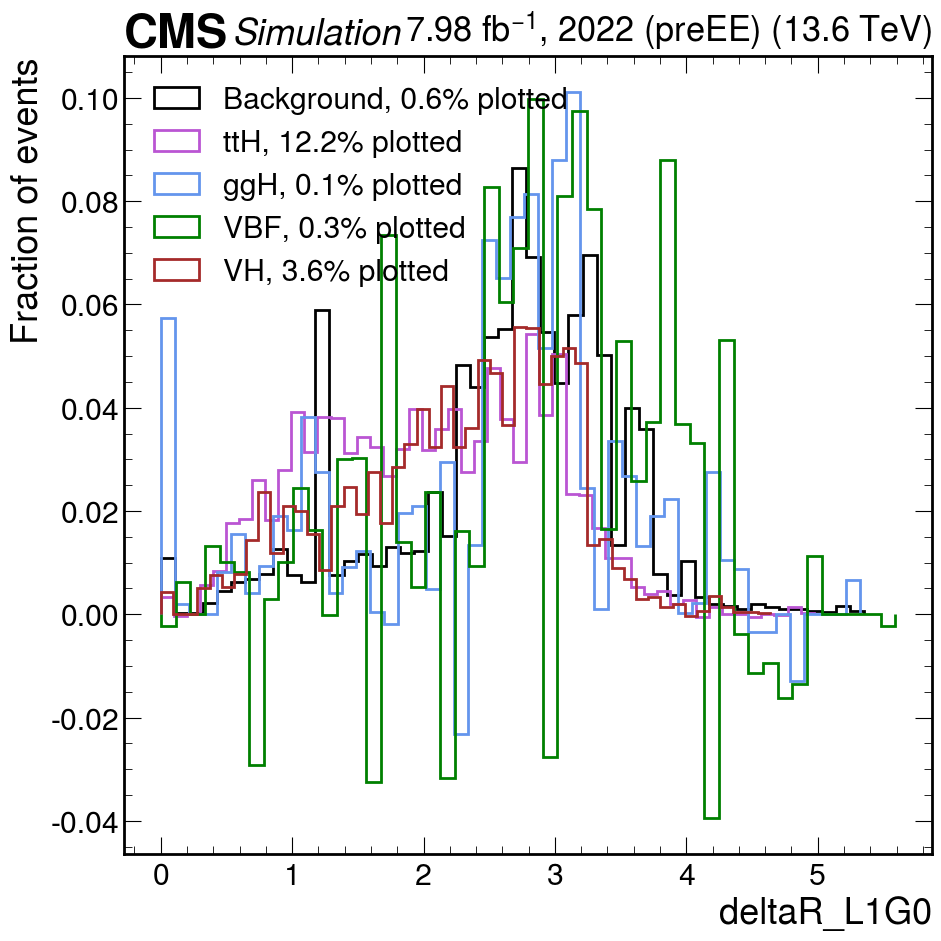 CMS Simulation 7.98 fb⁻¹, 2022 (preEE) (13.6 TeV)
Fraction of events
0.10
0.08
0.06
0.04
0.02
0.00
-0.02
-0.04
Background, 0.6% plotted
ttH, 12.2% plotted
ggH, 0.1% plotted
VBF, 0.3% plotted
VH, 3.6% plotted
0 1 2 3 4 5
deltaR_L1G0